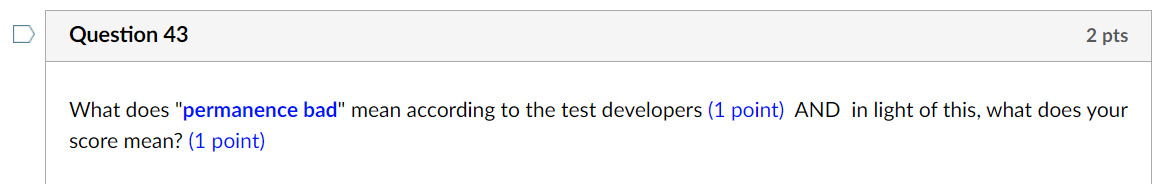 Question 43
2 pts
What does "permanence bad" mean according to the test developers (1 point) AND in light of this, what does your
score mean? (1 point)